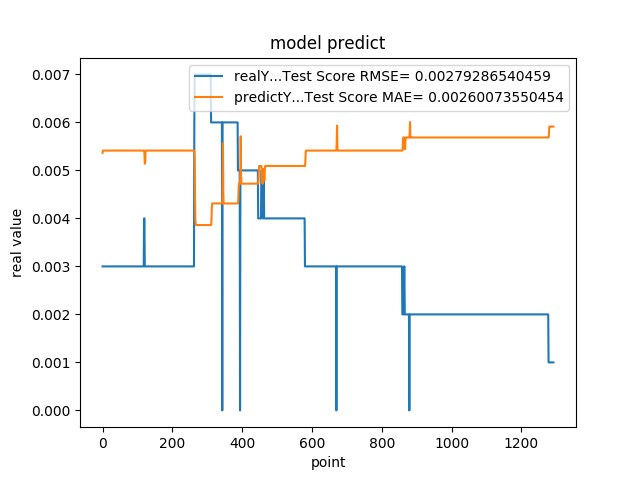 model predict
realY...Test Score RMSE= 0.00279286540459
predictY...Test Score MAE= 0.00260073550454
0.007
0.006
0.005
0.004
0.003
0.002
0.001
0.000
real value
0 200 400 600 800 1000 1200
point